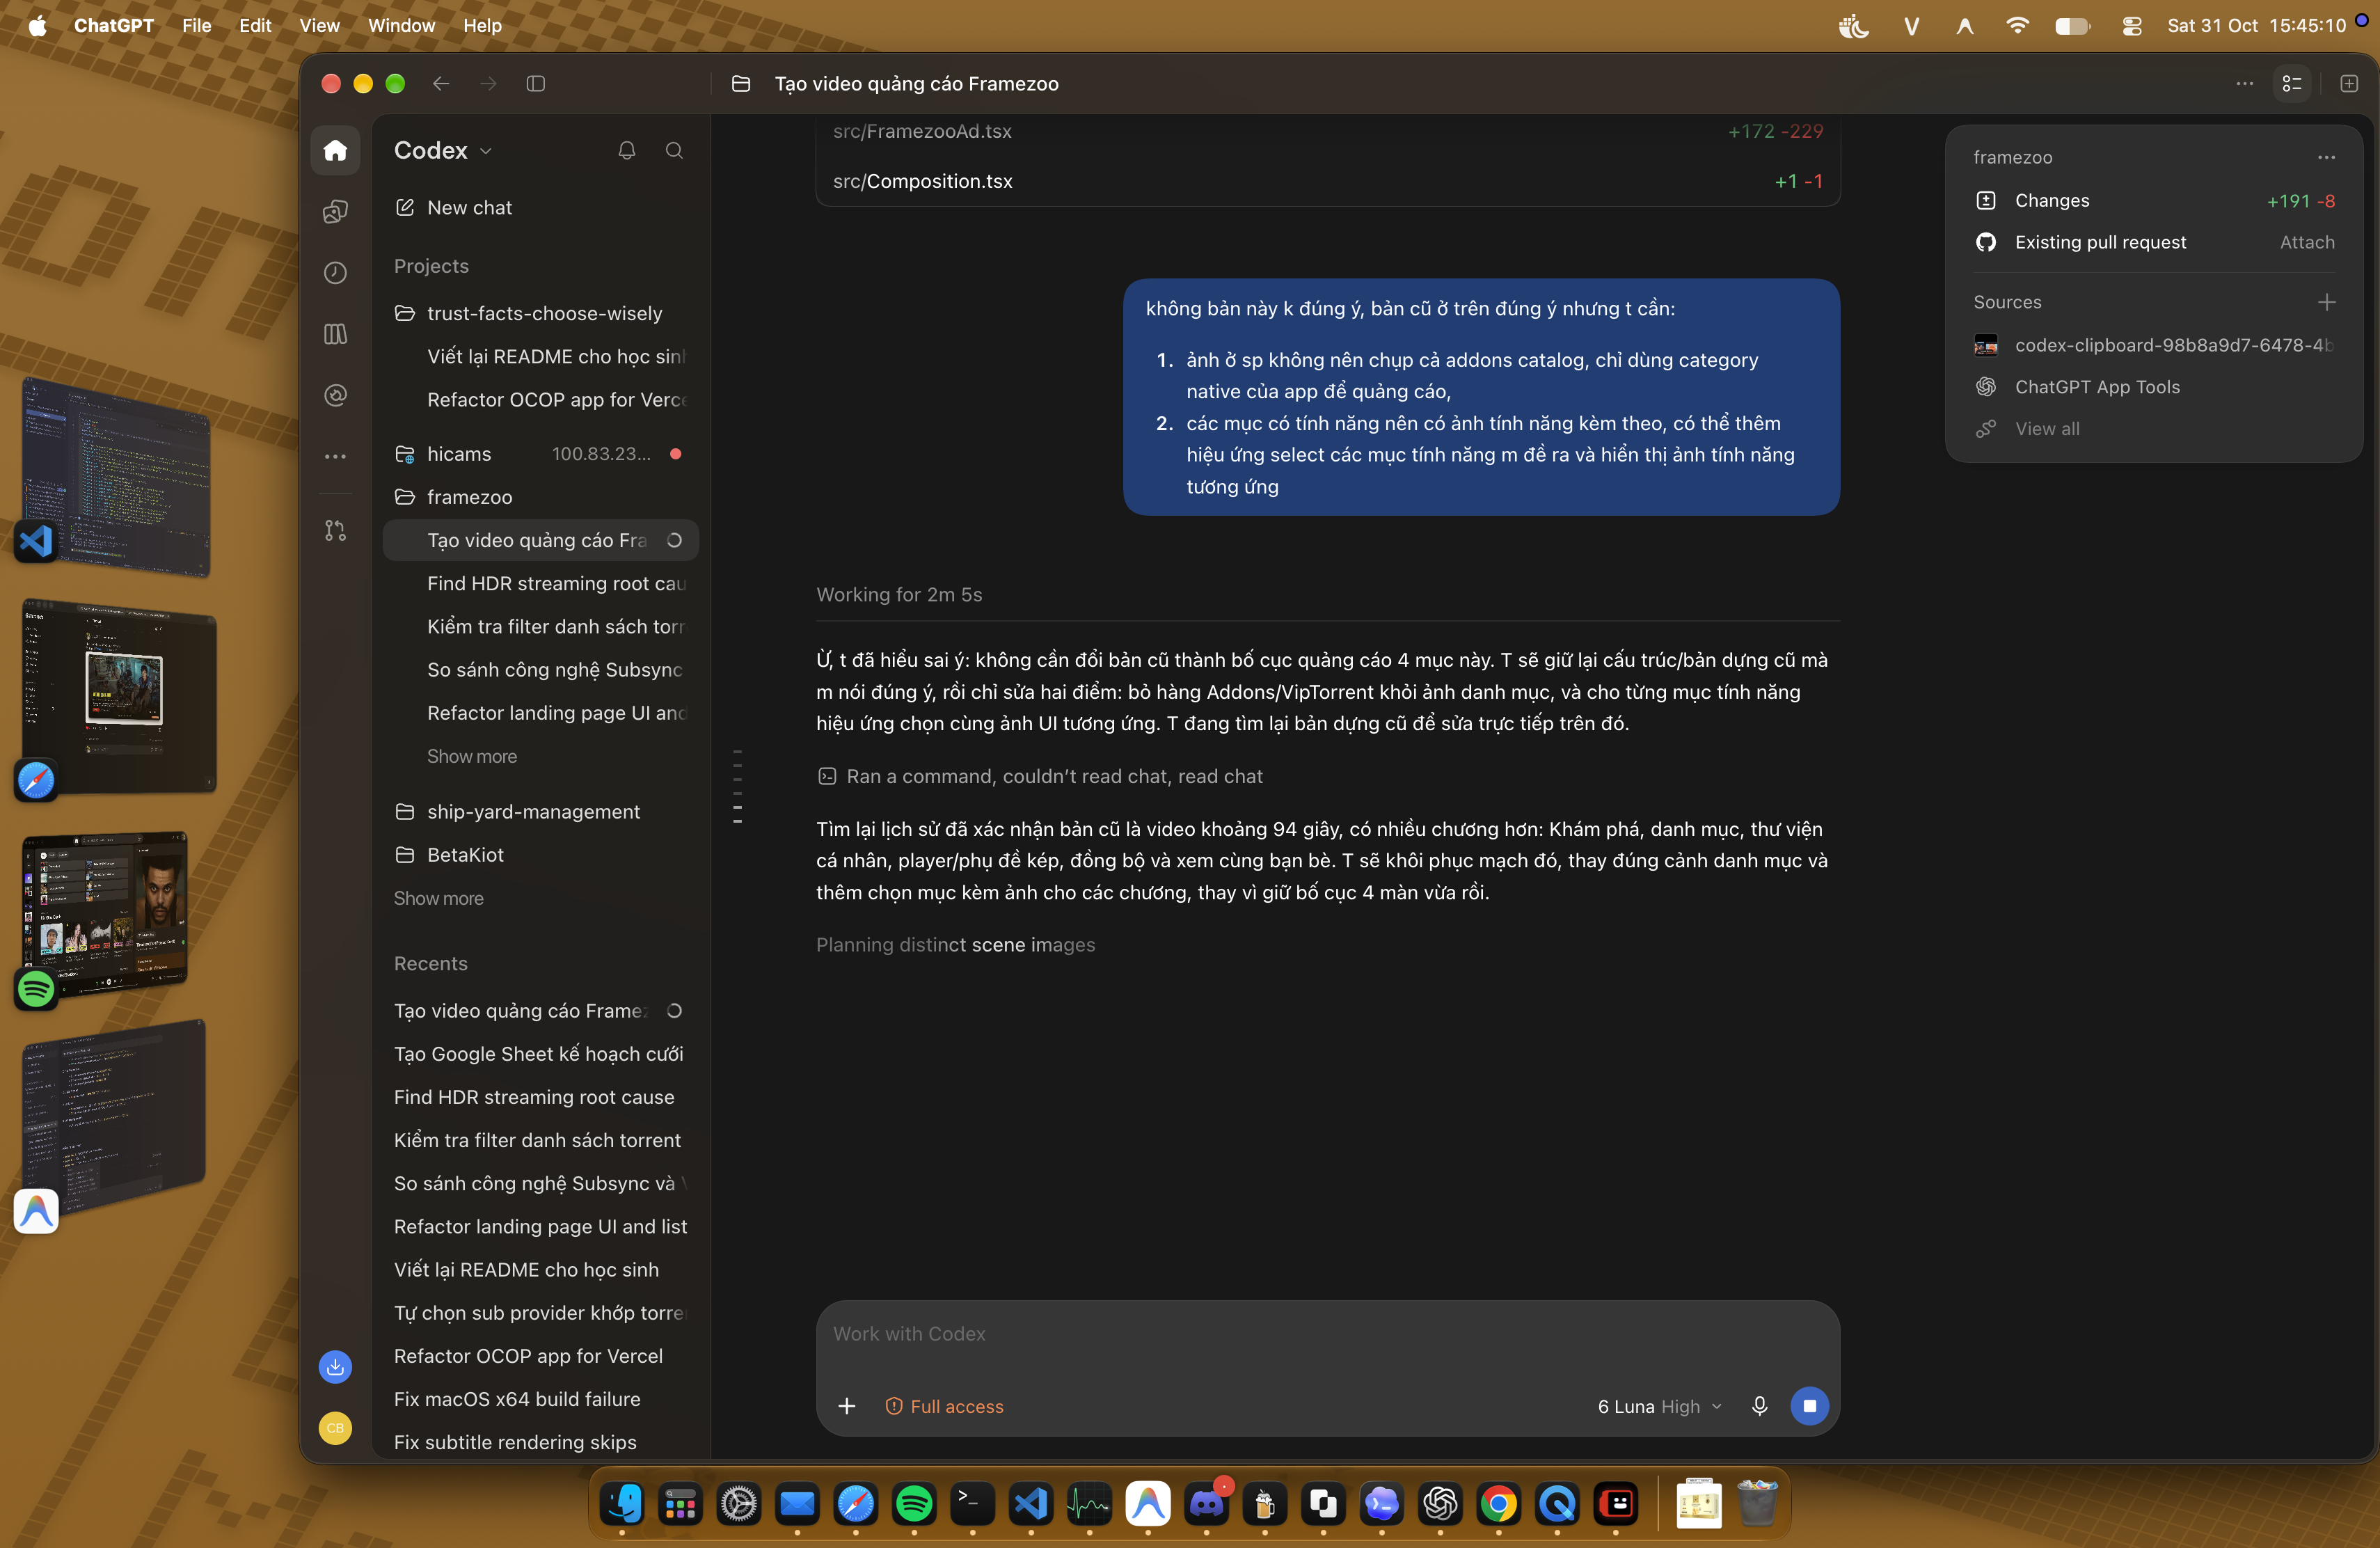 ChatGPT File Edit View Window Help
V
Sat 31 Oct 15:45:10
Tạo video quảng cáo Framezoo
Codex
New chat
Projects
trust-facts-choose-wisely
Viết lại README cho học sinh
Refactor OCOP app for Verce
hicams 100.83.23...
framezoo
Tạo video quảng cáo Fra
Find HDR streaming root cau
Kiểm tra filter danh sách torr
So sánh công nghệ Subsync
Refactor landing page UI and
Show more
ship-yard-management
BetaKiot
Show more
Recents
Tạo video quảng cáo Framez
Tạo Google Sheet kế hoạch cưới
Find HDR streaming root cause
Kiểm tra filter danh sách torrent
So sánh công nghệ Subsync và V
Refactor landing page UI and list
Viết lại README cho học sinh
Tự chọn sub provider khớp torre
Refactor OCOP app for Vercel
Fix macOS x64 build failure
Fix subtitle rendering skips
CB
src/FramezooAd.tsx +172 -229
src/Composition.tsx +1 -1
không bản này k đúng ý, bản cũ ở trên đúng ý nhưng t cần:
1. ảnh ở sp không nên chụp cả addons catalog, chỉ dùng category
native của app để quảng cáo,
2. các mục có tính năng nên có ảnh tính năng kèm theo, có thể thêm
hiệu ứng select các mục tính năng m đề ra và hiển thị ảnh tính năng
tương ứng
Working for 2m 5s
Ừ, t đã hiểu sai ý: không cần đổi bản cũ thành bố cục quảng cáo 4 mục này. T sẽ giữ lại cấu trúc/bản dựng cũ mà
m nói đúng ý, rồi chỉ sửa hai điểm: bỏ hàng Addons/VipTorrent khỏi ảnh danh mục, và cho từng mục tính năng
hiệu ứng chọn cùng ảnh UI tương ứng. T đang tìm lại bản dựng cũ để sửa trực tiếp trên đó.
Ran a command, couldn’t read chat, read chat
Tìm lại lịch sử đã xác nhận bản cũ là video khoảng 94 giây, có nhiều chương hơn: Khám phá, danh mục, thư viện
cá nhân, player/phụ đề kép, đồng bộ và xem cùng bạn bè. T sẽ khôi phục mạch đó, thay đúng cảnh danh mục và
thêm chọn mục kèm ảnh cho các chương, thay vì giữ bố cục 4 màn vừa rồi.
Planning distinct scene images
Work with Codex
Full access
6 Luna High
framezoo
Changes +191 -8
Existing pull request Attach
Sources
codex-clipboard-98b8a9d7-6478-4b
ChatGPT App Tools
View all